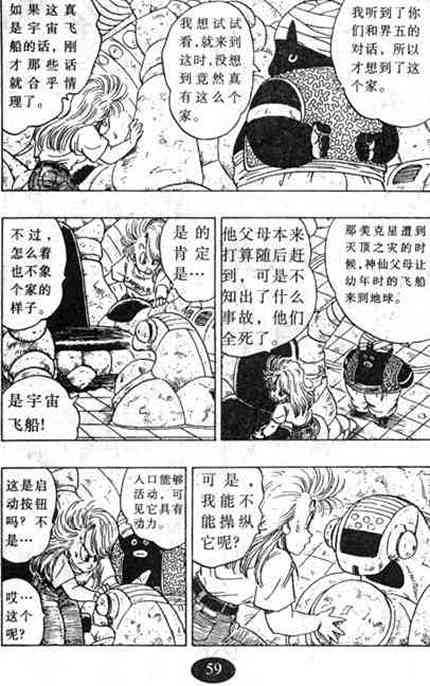 我听到了你
们和界五的
对话，所以
才想到了这
个家。
我想试试
看，就来到
这时，没想
到竟然真
有这么个
家。
如果这真
是宇宙飞
船的话，刚
才那些话
就合乎情
理了。
那美克星遭到
天顶之灾的时
候，神仙父母让
幼年时的飞船
来到地球。
他父母本来
打算随后赶
到，可是不
知出了什么
事故，他们
全死了。
是的
肯定
是…
不过，
怎么看
也不象
个家的
样子。
是宇宙
飞船！
可是，
我能不
能操纵
它呢？
入口能够
活动，可
见它具有
动力。
这是启
动按钮
吗？不
是…
哎…
这个
呢？
59